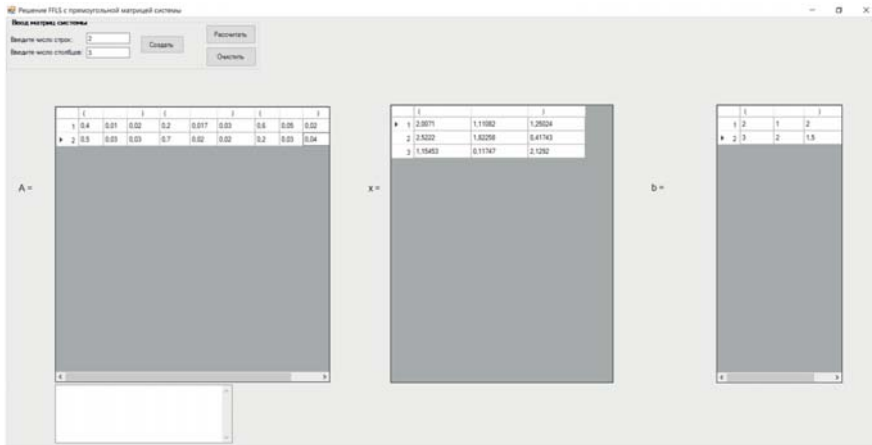 Решение FFLS с прямоугольной матрицей системы
Ввод матриц системы
Введите число строк: 2
Введите число столбцов: 3
Создать
Рассчитать
Очистить
A =
( ) ( ) ( )
1 0,4 0,01 0,02 0,2 0,017 0,03 0,6 0,05 0,02
2 0,5 0,03 0,03 0,7 0,02 0,02 0,2 0,03 0,04
x =
( )
1 2,0071 1,11082 1,25024
2 2,5222 1,82258 0,41743
3 1,15453 0,11747 2,1292
b =
( )
1 2 1 2
2 3 2 1,5